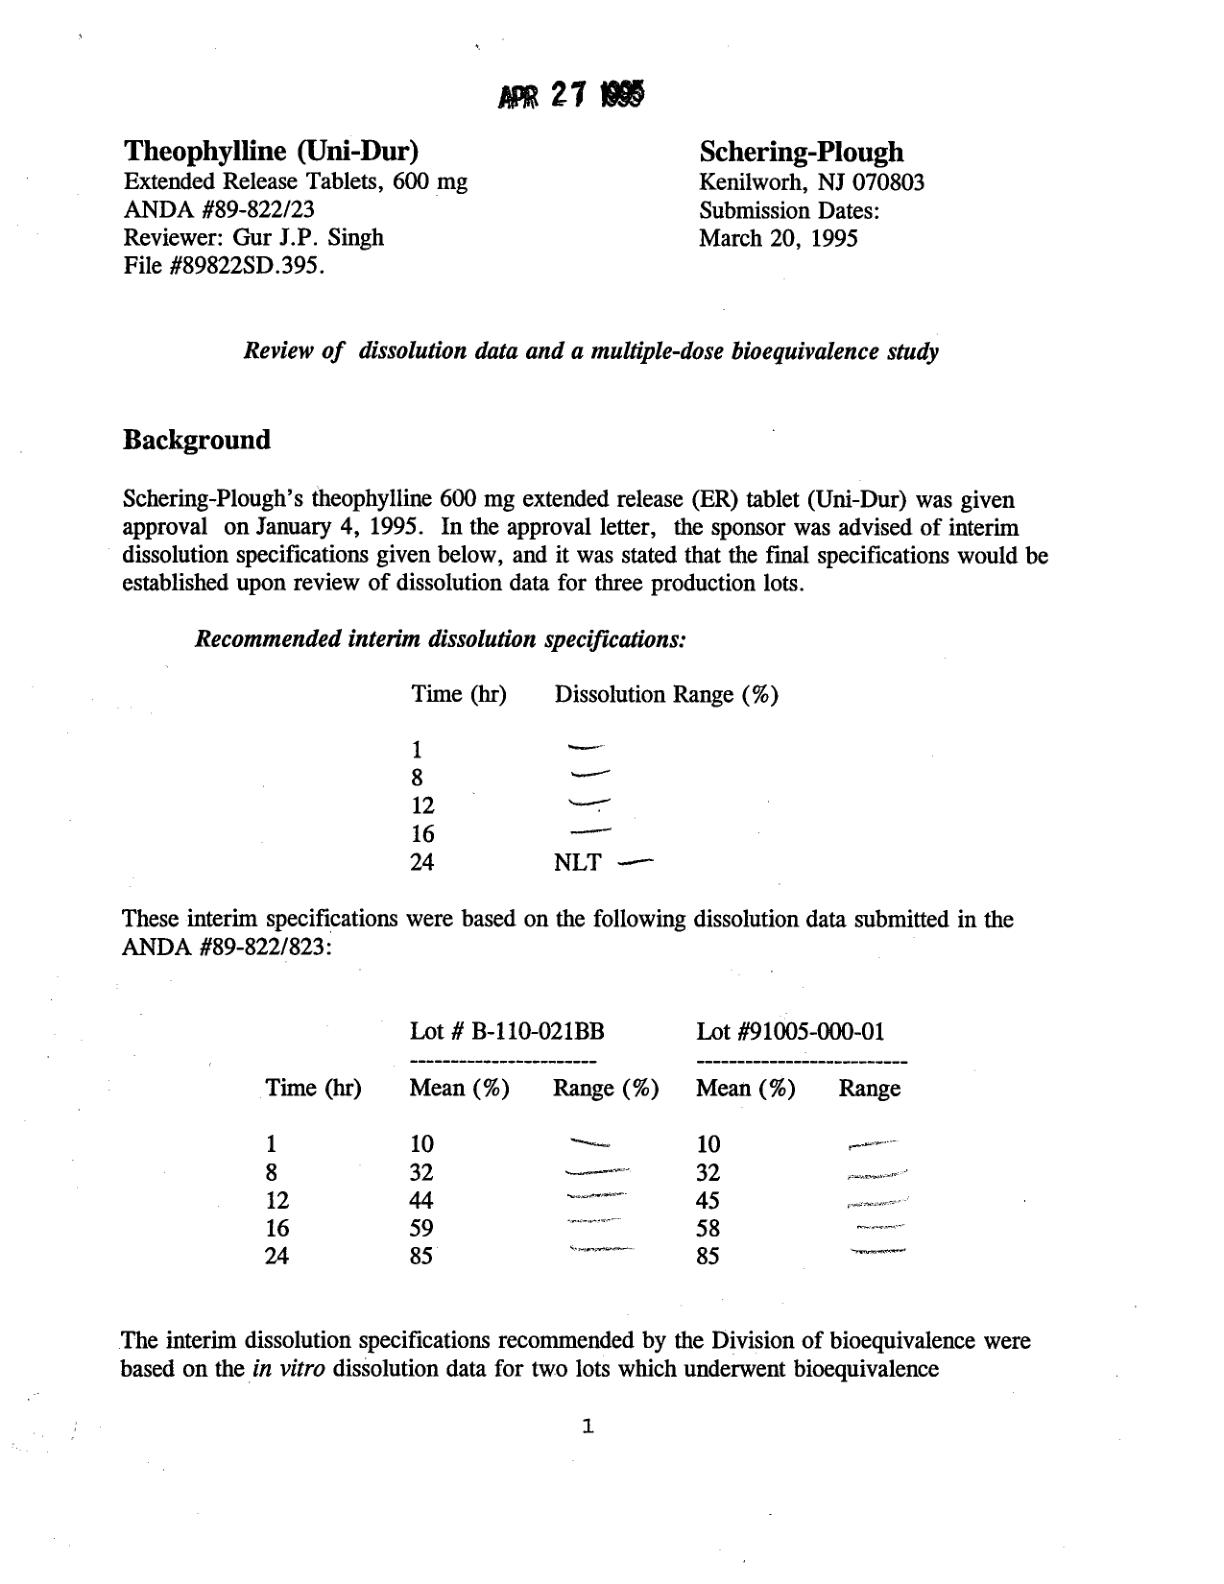 APR 27 1995
Theophylline (Uni-Dur)
Extended Release Tablets, 600 mg
ANDA #89-822/23
Reviewer: Gur J.P. Singh
File #89822SD.395.
Schering-Plough
Kenilworh, NJ 070803
Submission Dates:
March 20, 1995
Review of dissolution data and a multiple-dose bioequivalence study
Background
Schering-Plough's theophylline 600 mg extended release (ER) tablet (Uni-Dur) was given
approval on January 4, 1995. In the approval letter, the sponsor was advised of interim
dissolution specifications given below, and it was stated that the final specifications would be
established upon review of dissolution data for three production lots.
Recommended interim dissolution specifications:
Time (hr) Dissolution Range (%)
1
8
12
16
24 NLT
These interim specifications were based on the following dissolution data submitted in the
ANDA #89-822/823:
Lot # B-110-021BB Lot #91005-000-01
----------------------- --------------------------
Time (hr) Mean (%) Range (%) Mean (%) Range
1 10 10
8 32 32
12 44 45
16 59 58
24 85 85
The interim dissolution specifications recommended by the Division of bioequivalence were
based on the in vitro dissolution data for two lots which underwent bioequivalence
1